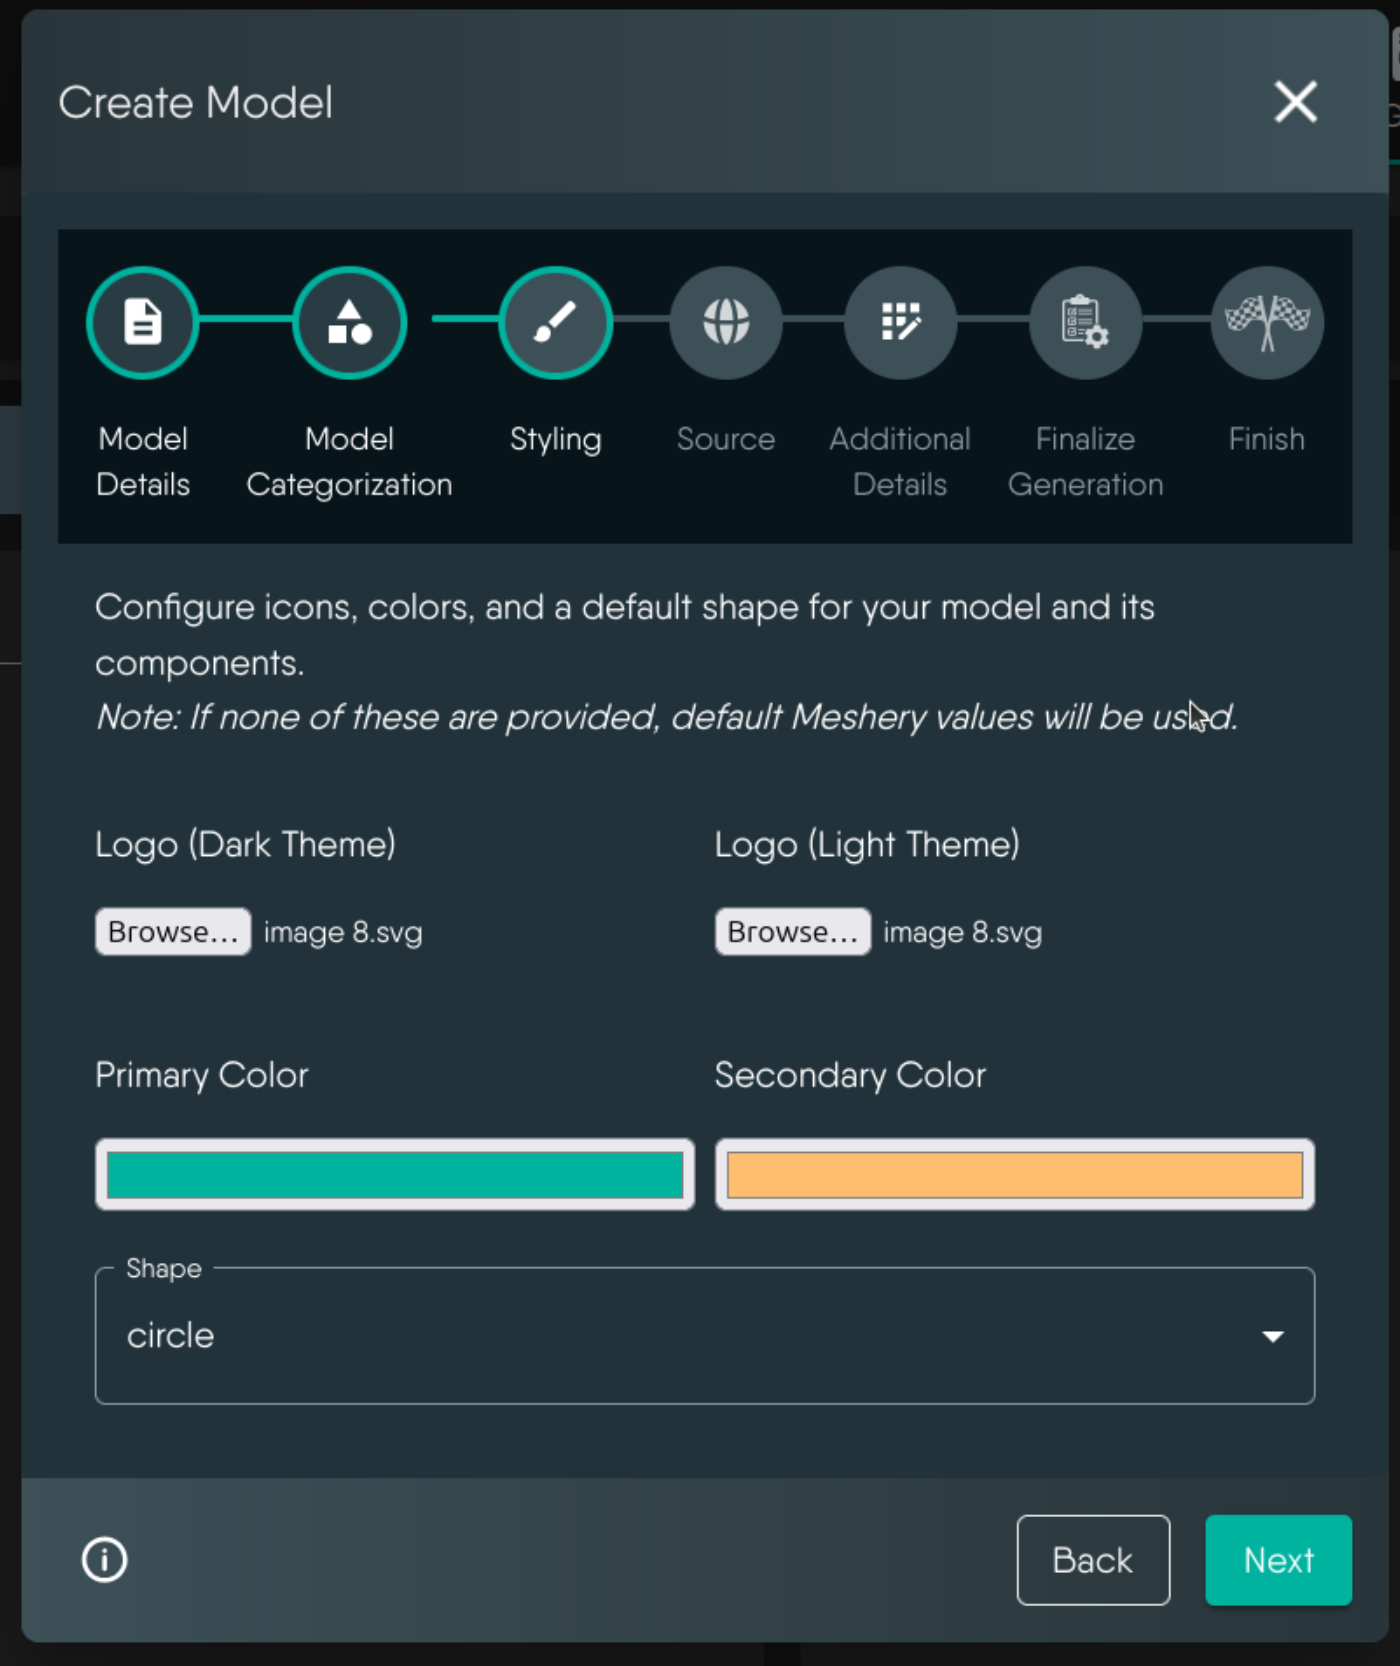 Create Model
Model Details
Model Categorization
Styling
Source
Additional Details
Finalize Generation
Finish
Configure icons, colors, and a default shape for your model and its
components.
Note: If none of these are provided, default Meshery values will be used.
Logo (Dark Theme)
Logo (Light Theme)
Browse... image 8.svg
Browse... image 8.svg
Primary Color
Secondary Color
Shape
circle
Back
Next